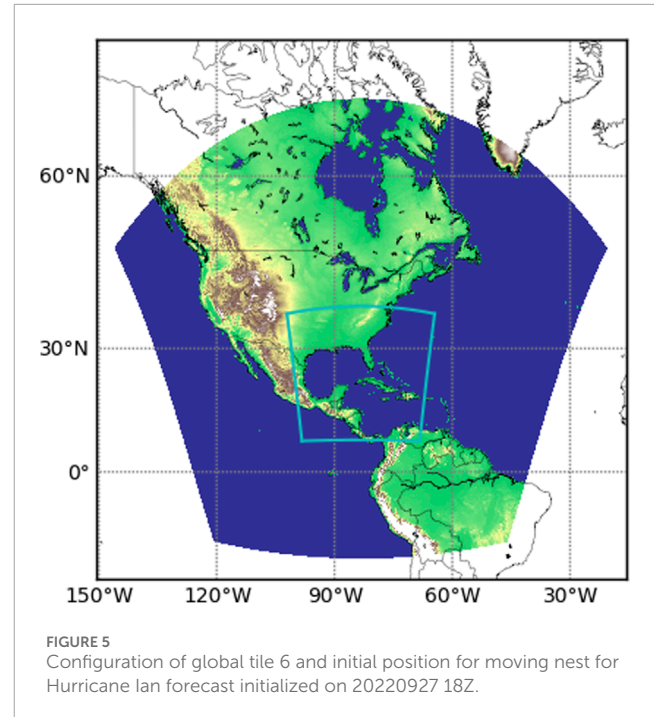 60°N
30°N
0°
150°W 120°W 90°W 60°W 30°W
FIGURE 5
Configuration of global tile 6 and initial position for moving nest for
Hurricane Ian forecast initialized on 20220927 18Z.